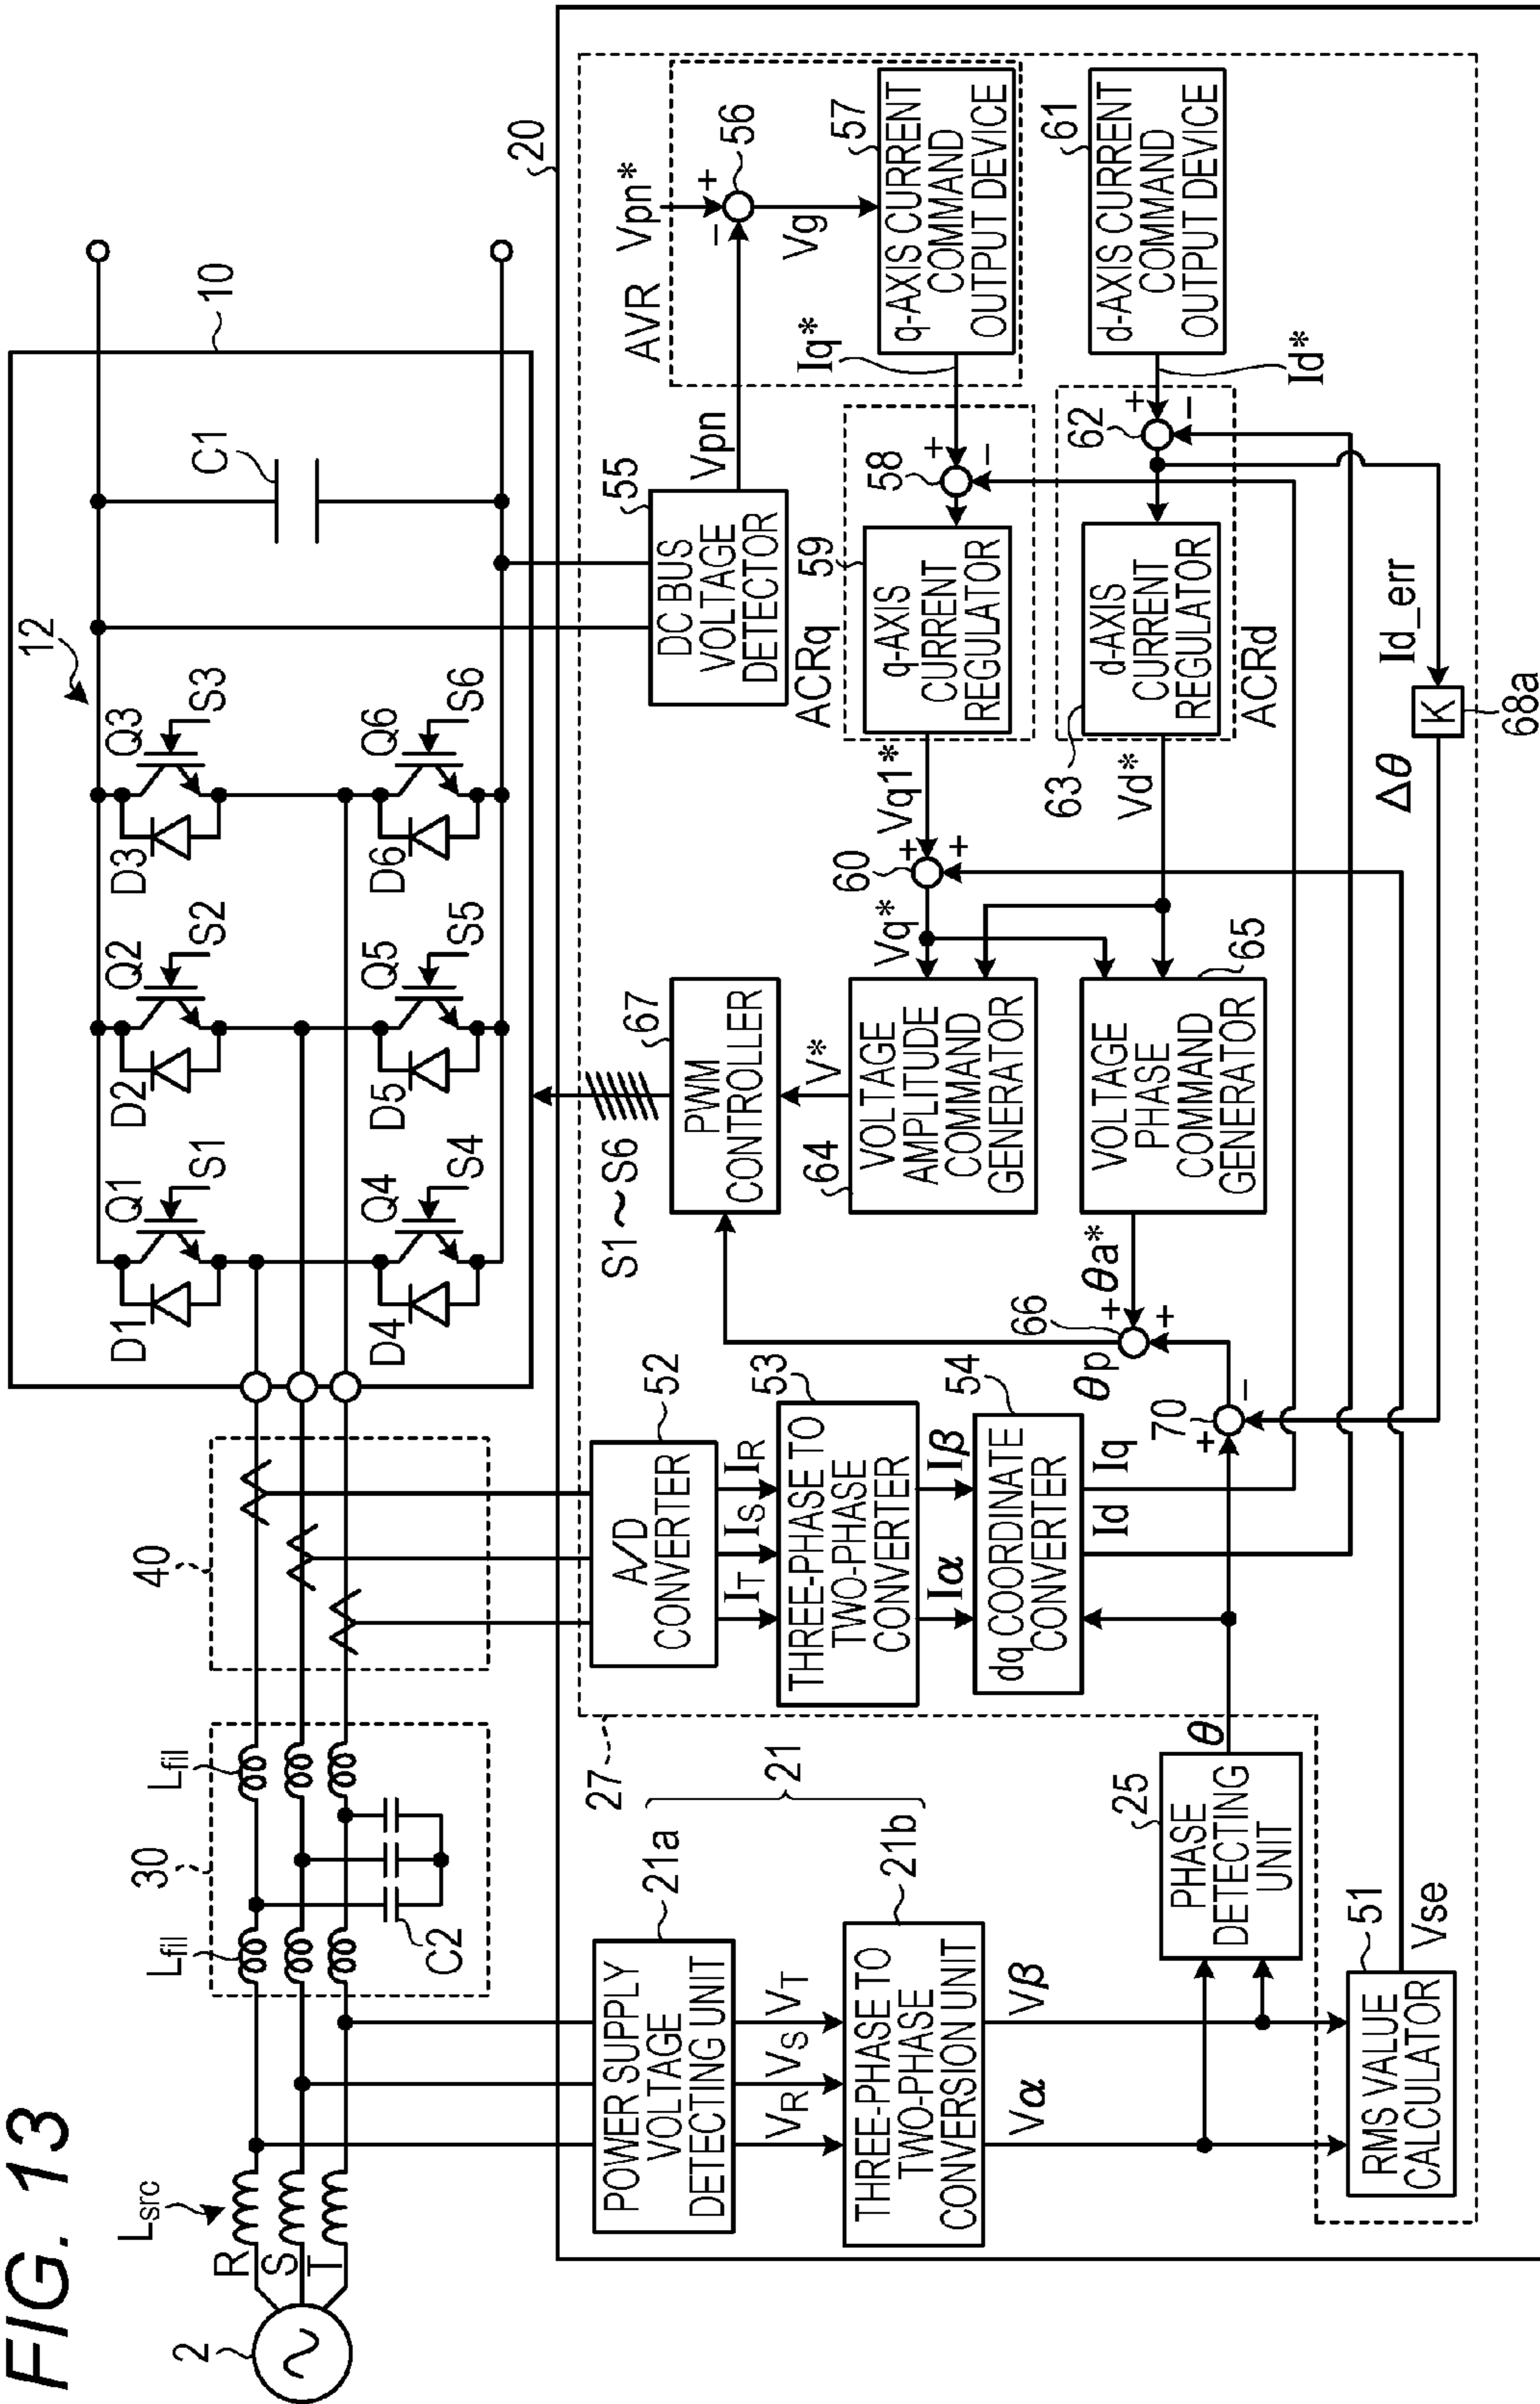 FIG. 13
2
R
S
T
Lsrc
30
Lfil
Lfil
C2
40
10
12
D1
Q1
S1
D2
Q2
S2
D3
Q3
S3
D4
Q4
S4
D5
Q5
S5
D6
Q6
S6
C1
20
21
21a
POWER SUPPLY
VOLTAGE
DETECTING UNIT
VR
VS
VT
21b
THREE-PHASE TO
TWO-PHASE
CONVERSION UNIT
Vα
Vβ
25
PHASE
DETECTING
UNIT
θ
51
RMS VALUE
CALCULATOR
Vse
27
52
A/D
CONVERTER
IT
IS
IR
53
THREE-PHASE TO
TWO-PHASE
CONVERTER
Iα
Iβ
54
dq COORDINATE
CONVERTER
Id
Iq
70
+
−
θp
66
+
+
θa*
S1~S6
67
PWM
CONTROLLER
V*
64
VOLTAGE
AMPLITUDE
COMMAND
GENERATOR
65
VOLTAGE
PHASE
COMMAND
GENERATOR
Vq*
60
+
+
Vq1*
Vd*
55
DC BUS
VOLTAGE
DETECTOR
Vpn
ACRq
59
q-AXIS
CURRENT
REGULATOR
58
+
−
63
d-AXIS
CURRENT
REGULATOR
ACRd
62
+
−
AVR
Vpn*
+
−
56
Vg
Iq*
57
q-AXIS CURRENT
COMMAND
OUTPUT DEVICE
61
d-AXIS CURRENT
COMMAND
OUTPUT DEVICE
Id*
Δθ
K
68a
Id_err